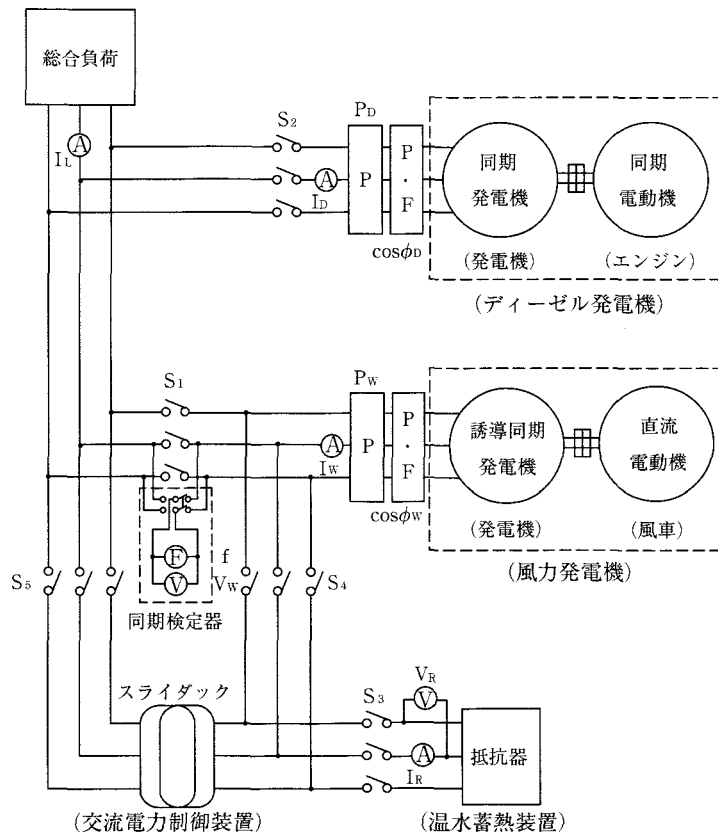 総合負荷
A
IL
S2
A
ID
PD
P
P・F
cosφD
同期発電機
(発電機)
同期電動機
(エンジン)
(ディーゼル発電機)
S1
A
IW
PW
P
P・F
cosφW
誘導同期発電機
(発電機)
直流電動機
(風車)
(風力発電機)
F
f
V
VW
同期検定器
S5
S4
スライダック
(交流電力制御装置)
S3
VR
V
A
IR
抵抗器
(温水蓄熱装置)